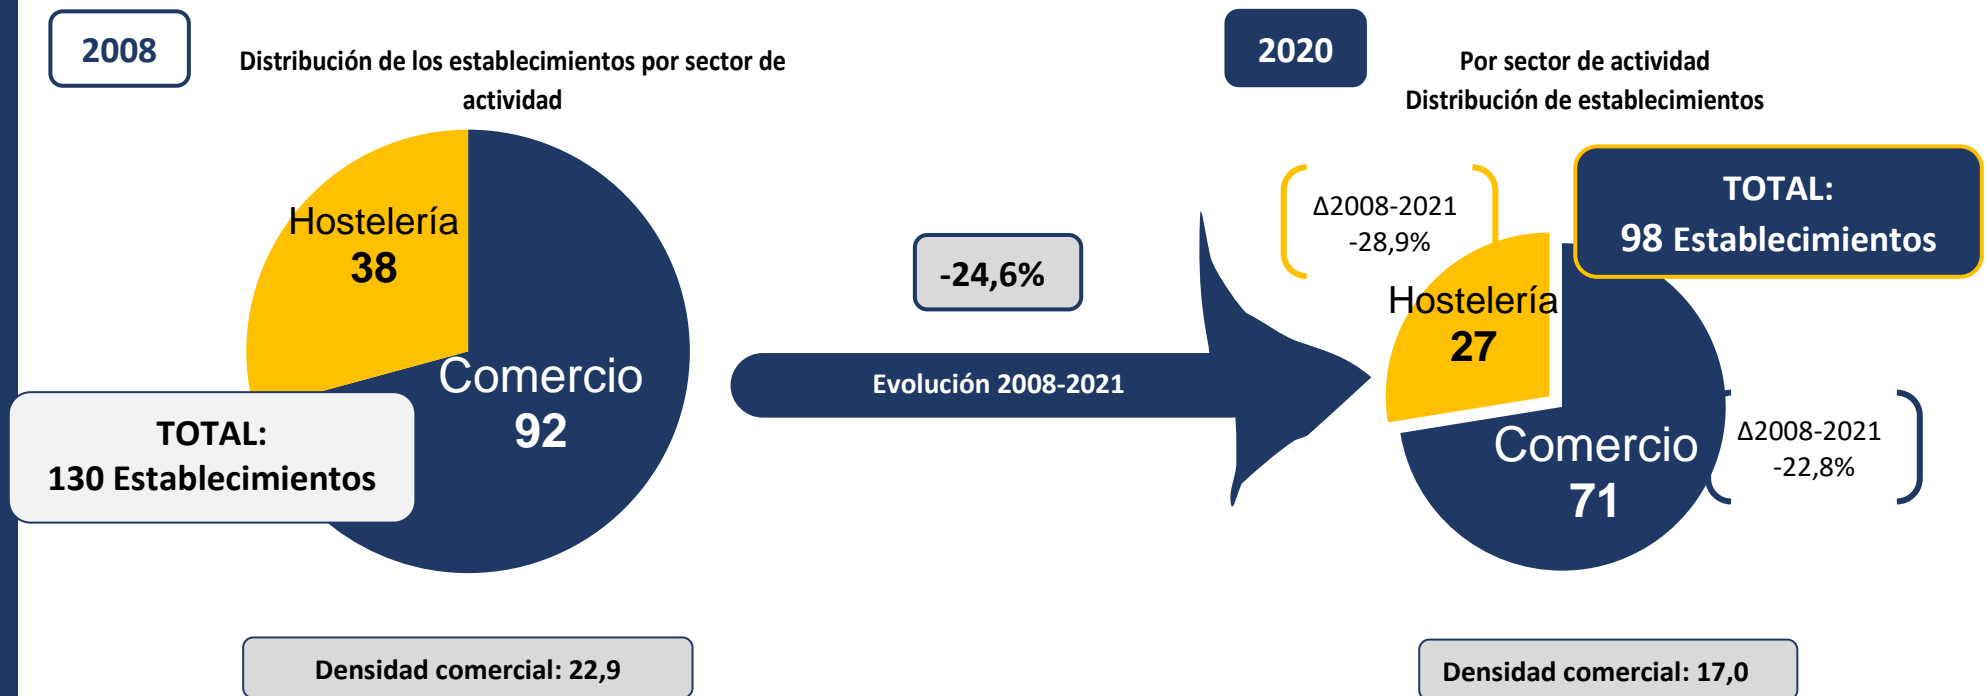 2008
Distribución de los establecimientos por sector de
actividad
Hostelería
38
Comercio
92
TOTAL:
130 Establecimientos
Densidad comercial: 22,9
-24,6%
Evolución 2008-2021
2020
Por sector de actividad
Distribución de establecimientos
Δ2008-2021
-28,9%
TOTAL:
98 Establecimientos
Hostelería
27
Comercio
71
Δ2008-2021
-22,8%
Densidad comercial: 17,0